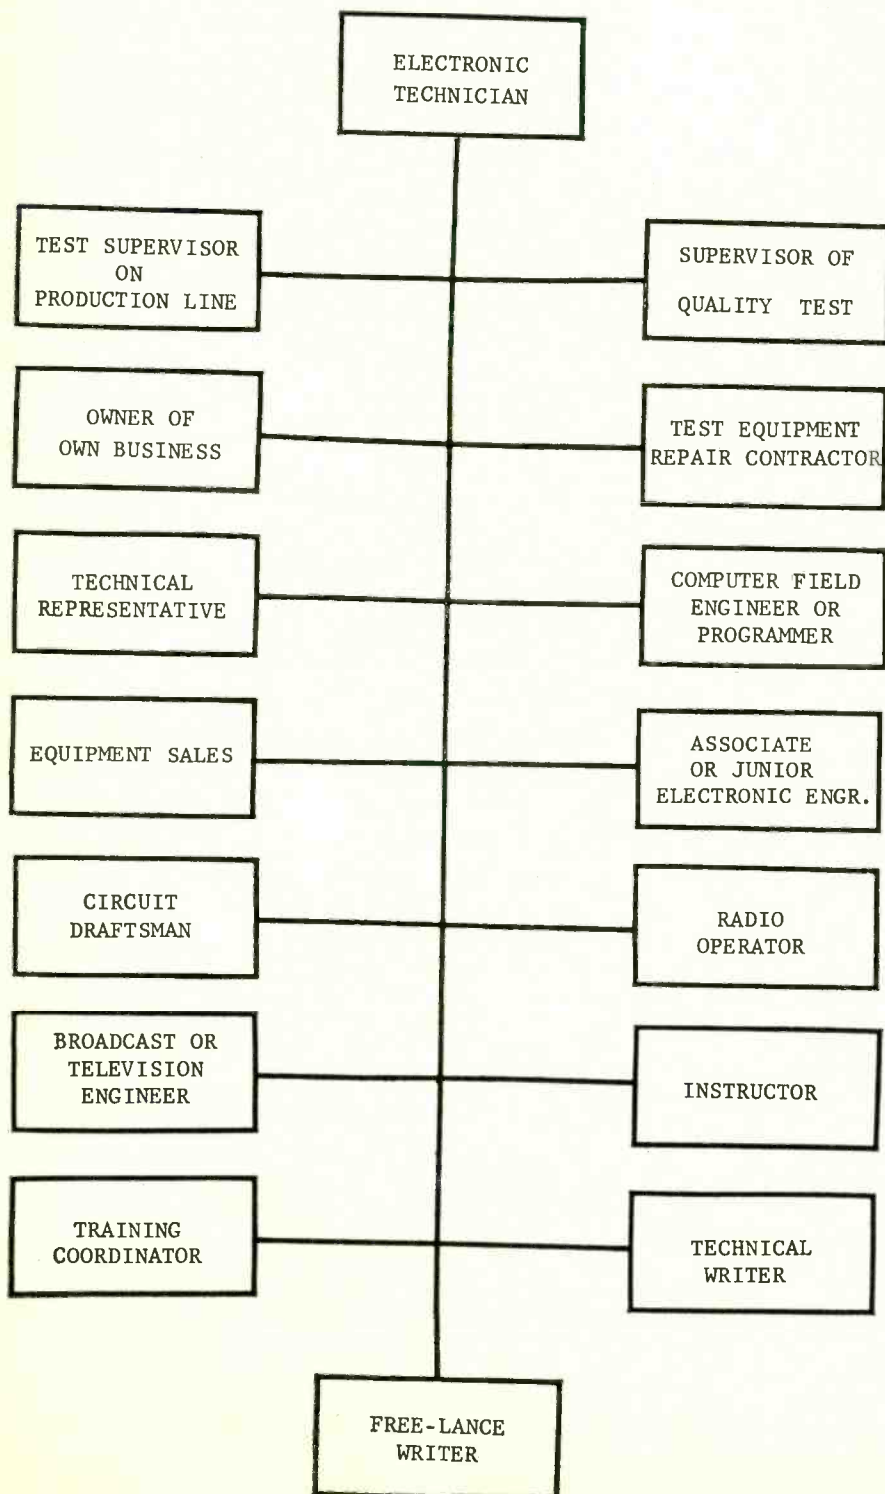 ELECTRONIC
TECHNICIAN
TEST SUPERVISOR
ON
PRODUCTION LINE
SUPERVISOR OF
QUALITY TEST
OWNER OF
OWN BUSINESS
TEST EQUIPMENT
REPAIR CONTRACTOR
TECHNICAL
REPRESENTATIVE
COMPUTER FIELD
ENGINEER OR
PROGRAMMER
EQUIPMENT SALES
ASSOCIATE
OR JUNIOR
ELECTRONIC ENGR.
CIRCUIT
DRAFTSMAN
RADIO
OPERATOR
BROADCAST OR
TELEVISION
ENGINEER
INSTRUCTOR
TRAINING
COORDINATOR
TECHNICAL
WRITER
FREE-LANCE
WRITER